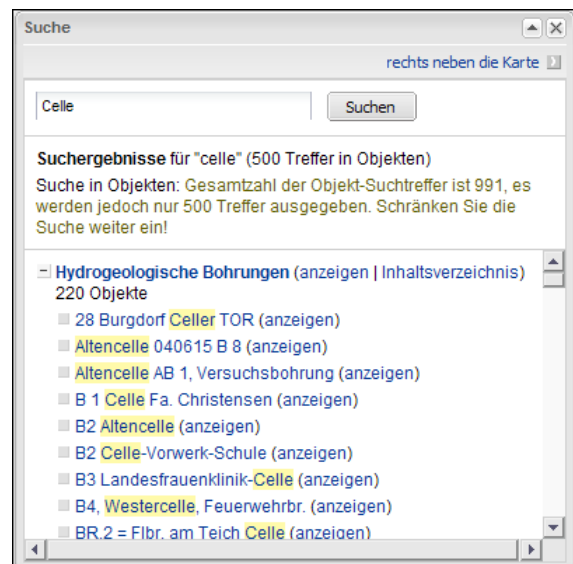 Suche
rechts neben die Karte
Celle
Suchen
Suchergebnisse für "celle" (500 Treffer in Objekten)
Suche in Objekten: Gesamtzahl der Objekt-Suchtreffer ist 991, es
werden jedoch nur 500 Treffer ausgegeben. Schränken Sie die
Suche weiter ein!
Hydrogeologische Bohrungen (anzeigen | Inhaltsverzeichnis)
220 Objekte
28 Burgdorf Celler TOR (anzeigen)
Altencelle 040615 B 8 (anzeigen)
Altencelle AB 1, Versuchsbohrung (anzeigen)
B 1 Celle Fa. Christensen (anzeigen)
B2 Altencelle (anzeigen)
B2 Celle-Vorwerk-Schule (anzeigen)
B3 Landesfrauenklinik-Celle (anzeigen)
B4, Westercelle, Feuerwehrbr. (anzeigen)
BR.2 = Flbr. am Teich Celle (anzeigen)